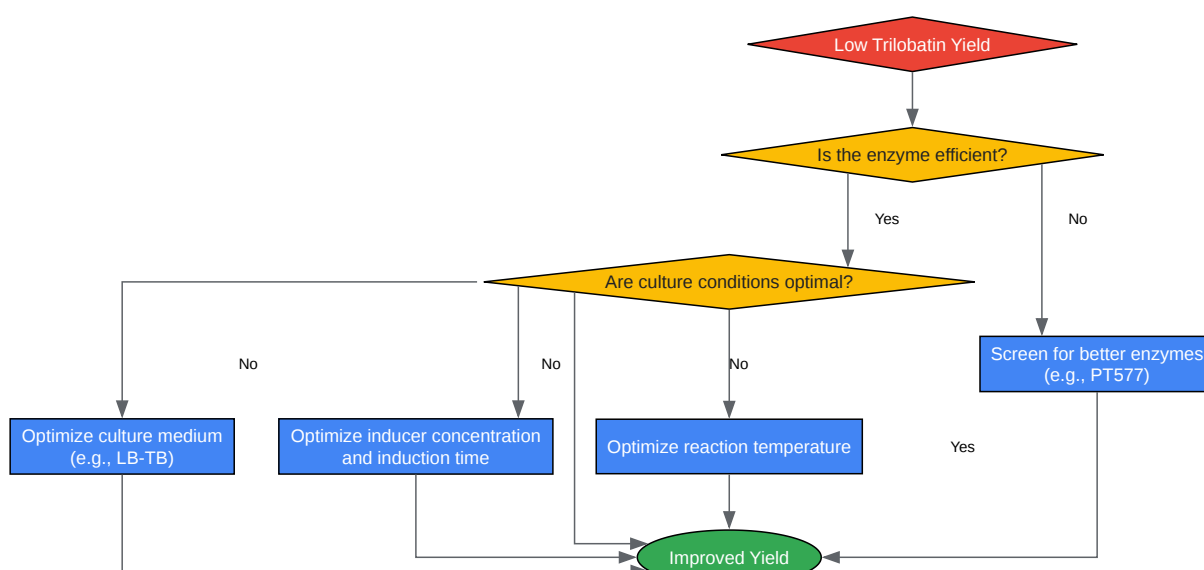 Low Trilobatin Yield
Is the enzyme efficient?
Yes
No
Are culture conditions optimal?
Screen for better enzymes
(e.g., PT577)
No
No
No
Optimize culture medium
(e.g., LB-TB)
Optimize inducer concentration
and induction time
Optimize reaction temperature
Yes
Improved Yield